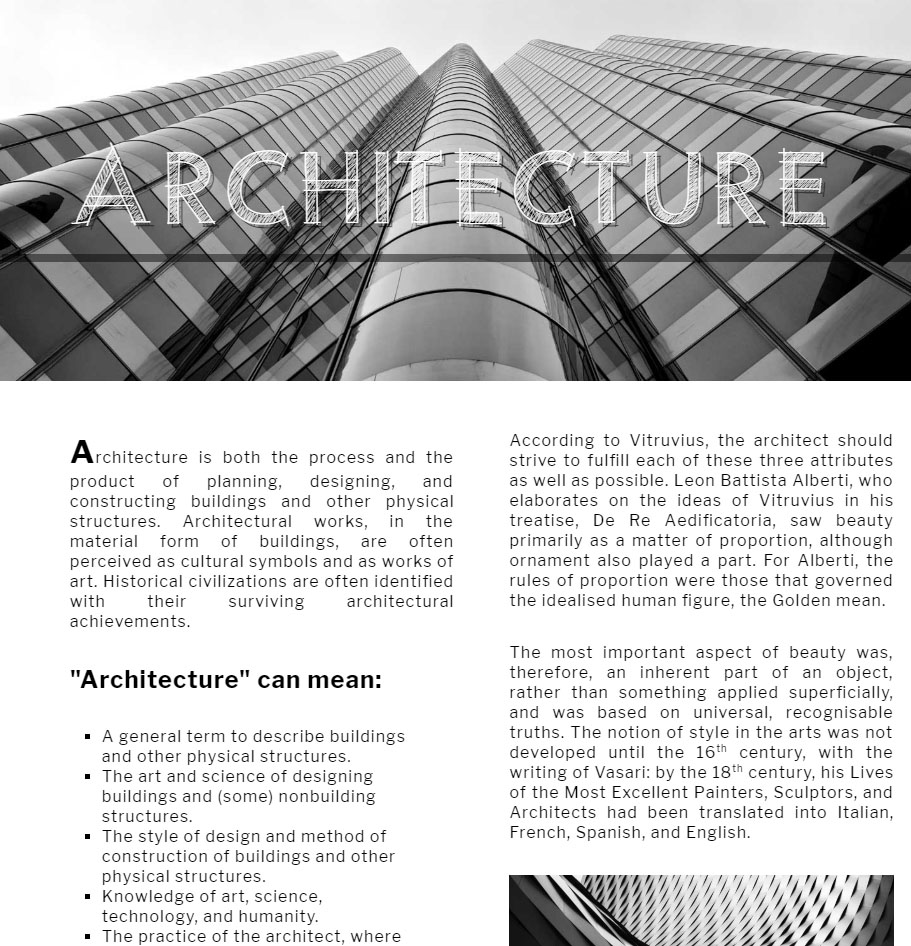 ARCHITECTURE
Architecture is both the process and the
product of planning, designing, and
constructing buildings and other physical
structures. Architectural works, in the
material form of buildings, are often
perceived as cultural symbols and as works of
art. Historical civilizations are often identified
with their surviving architectural
achievements.
"Architecture" can mean:
▪ A general term to describe buildings
and other physical structures.
▪ The art and science of designing
buildings and (some) nonbuilding
structures.
▪ The style of design and method of
construction of buildings and other
physical structures.
▪ Knowledge of art, science,
technology, and humanity.
▪ The practice of the architect, where
According to Vitruvius, the architect should
strive to fulfill each of these three attributes
as well as possible. Leon Battista Alberti, who
elaborates on the ideas of Vitruvius in his
treatise, De Re Aedificatoria, saw beauty
primarily as a matter of proportion, although
ornament also played a part. For Alberti, the
rules of proportion were those that governed
the idealised human figure, the Golden mean.
The most important aspect of beauty was,
therefore, an inherent part of an object,
rather than something applied superficially,
and was based on universal, recognisable
truths. The notion of style in the arts was not
developed until the 16th century, with the
writing of Vasari: by the 18th century, his Lives
of the Most Excellent Painters, Sculptors, and
Architects had been translated into Italian,
French, Spanish, and English.